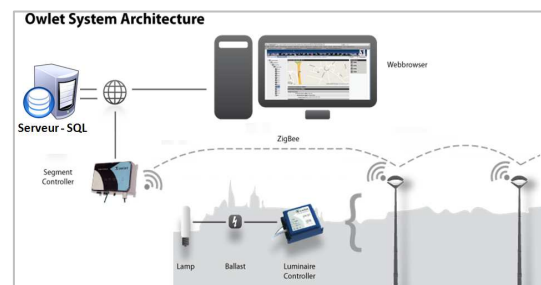 Owlet System Architecture
Webbrowser
Serveur - SQL
ZigBee
Segment
Controller
Lamp
Ballast
Luminaire
Controller